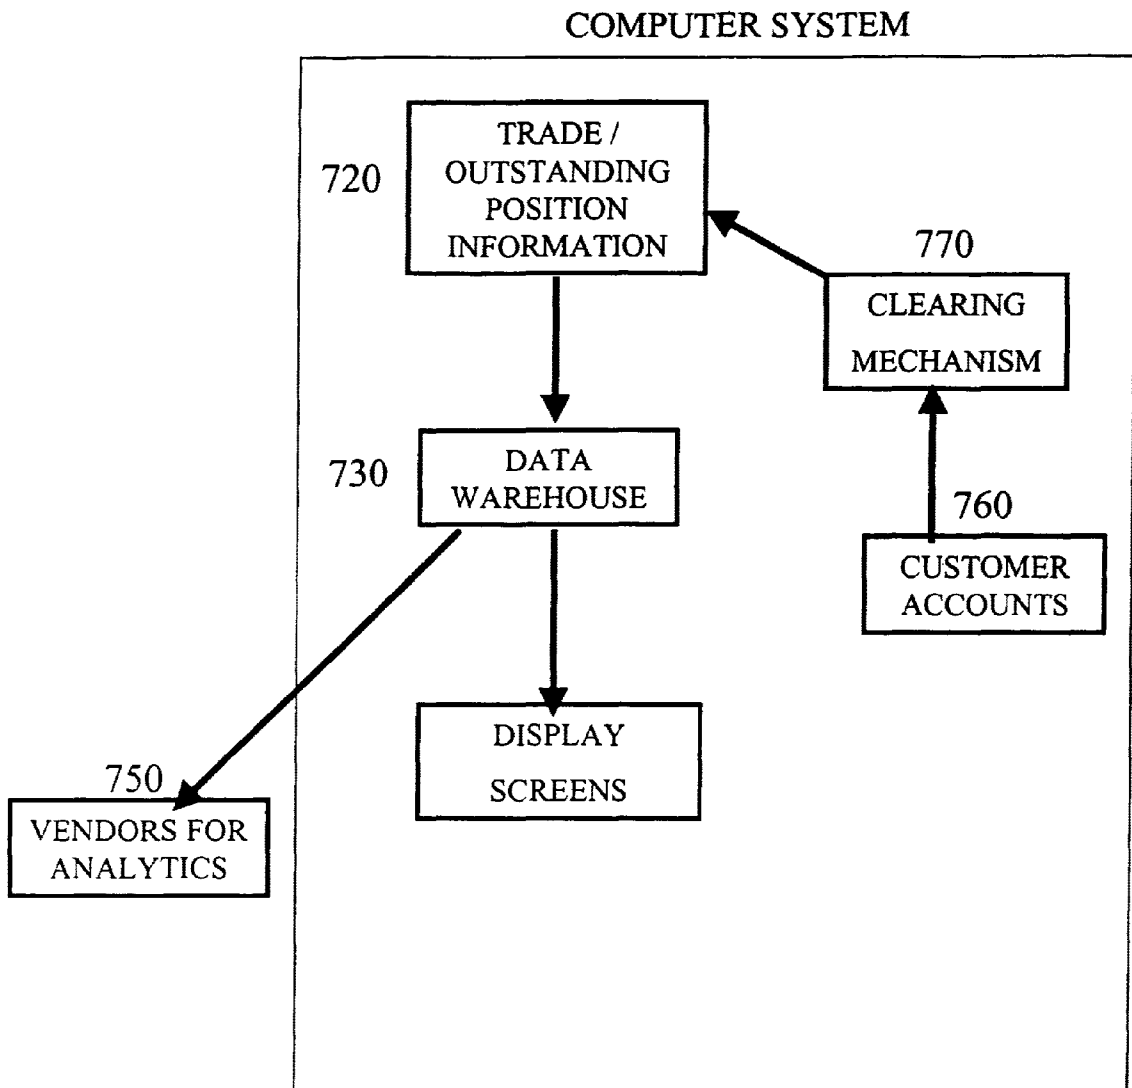 COMPUTER SYSTEM
720
TRADE /
OUTSTANDING
POSITION
INFORMATION
770
CLEARING
MECHANISM
730
DATA
WAREHOUSE
760
CUSTOMER
ACCOUNTS
DISPLAY
SCREENS
750
VENDORS FOR
ANALYTICS